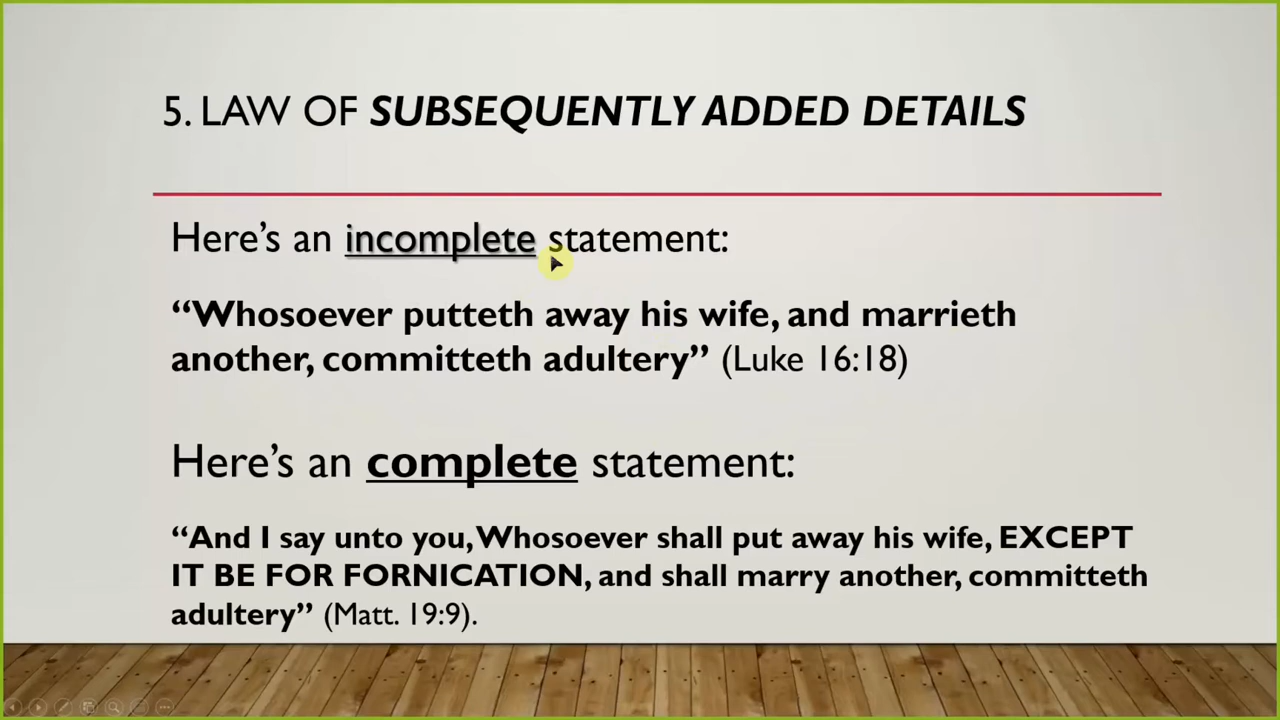 5. LAW OF SUBSEQUENTLY ADDED DETAILS
Here’s an incomplete statement:
“Whosoever putteth away his wife, and marrieth
another, committeth adultery” (Luke 16:18)
Here’s an complete statement:
“And I say unto you, Whosoever shall put away his wife, EXCEPT
IT BE FOR FORNICATION, and shall marry another, committeth
adultery” (Matt. 19:9).